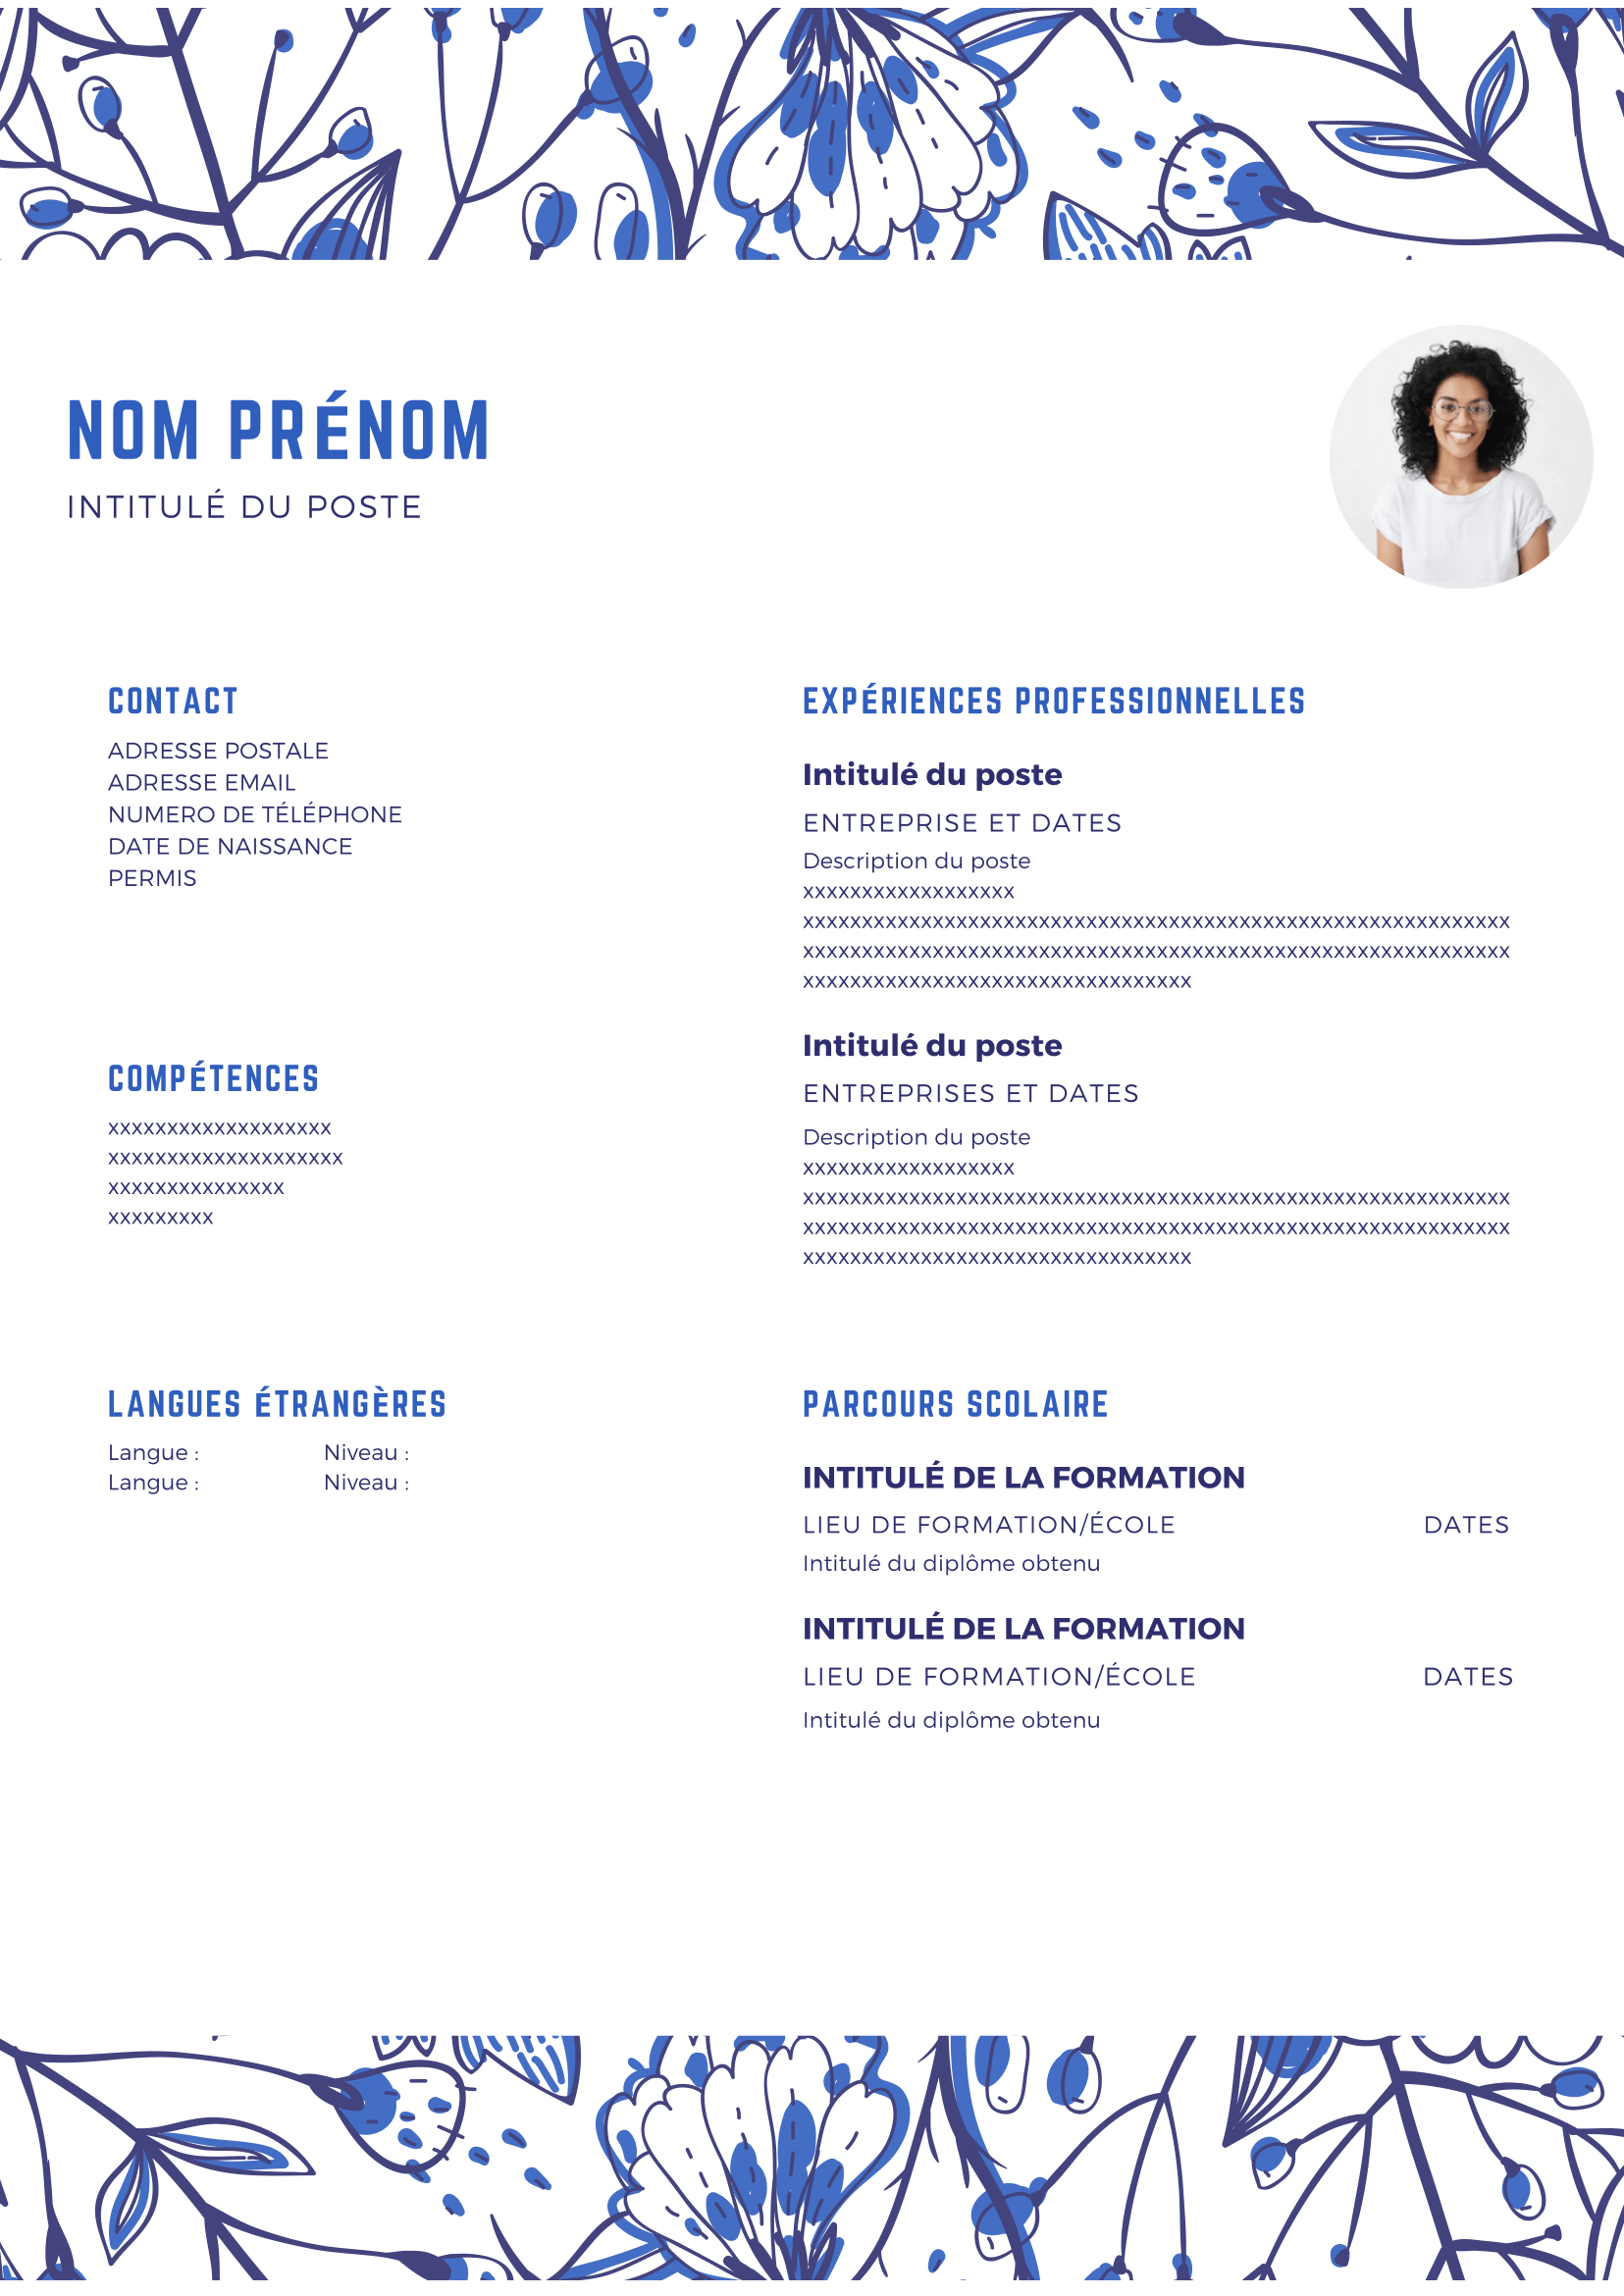 NOM PRÉNOM
INTITULÉ DU POSTE
CONTACT
ADRESSE POSTALE
ADRESSE EMAIL
NUMERO DE TÉLÉPHONE
DATE DE NAISSANCE
PERMIS
COMPÉTENCES
xxxxxxxxxxxxxxxxxxx
xxxxxxxxxxxxxxxxxxxx
xxxxxxxxxxxxxxx
xxxxxxxxx
LANGUES ÉTRANGÈRES
Langue : Niveau :
Langue : Niveau :
EXPÉRIENCES PROFESSIONNELLES
Intitulé du poste
ENTREPRISE ET DATES
Description du poste
xxxxxxxxxxxxxxxxxx
xxxxxxxxxxxxxxxxxxxxxxxxxxxxxxxxxxxxxxxxxxxxxxxxxxxxxxxxxxxx
xxxxxxxxxxxxxxxxxxxxxxxxxxxxxxxxxxxxxxxxxxxxxxxxxxxxxxxxxxxx
xxxxxxxxxxxxxxxxxxxxxxxxxxxxxxxxx
Intitulé du poste
ENTREPRISES ET DATES
Description du poste
xxxxxxxxxxxxxxxxxx
xxxxxxxxxxxxxxxxxxxxxxxxxxxxxxxxxxxxxxxxxxxxxxxxxxxxxxxxxxxx
xxxxxxxxxxxxxxxxxxxxxxxxxxxxxxxxxxxxxxxxxxxxxxxxxxxxxxxxxxxx
xxxxxxxxxxxxxxxxxxxxxxxxxxxxxxxxx
PARCOURS SCOLAIRE
INTITULÉ DE LA FORMATION
LIEU DE FORMATION/ÉCOLE DATES
Intitulé du diplôme obtenu
INTITULÉ DE LA FORMATION
LIEU DE FORMATION/ÉCOLE DATES
Intitulé du diplôme obtenu